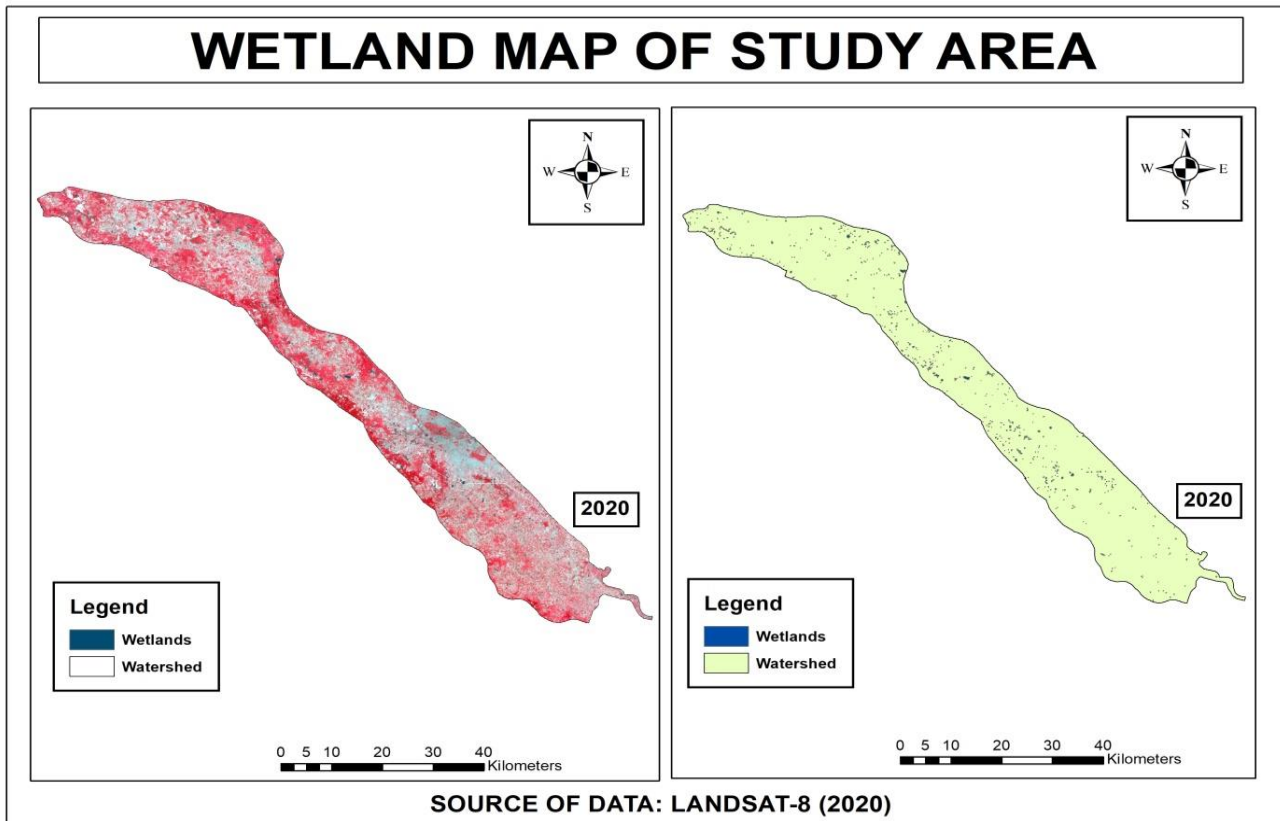 WETLAND MAP OF STUDY AREA
N
W E
S
2020
Legend
Wetlands
Watershed
0 5 10 20 30 40
Kilometers
N
W E
S
2020
Legend
Wetlands
Watershed
0 5 10 20 30 40
Kilometers
SOURCE OF DATA: LANDSAT-8 (2020)